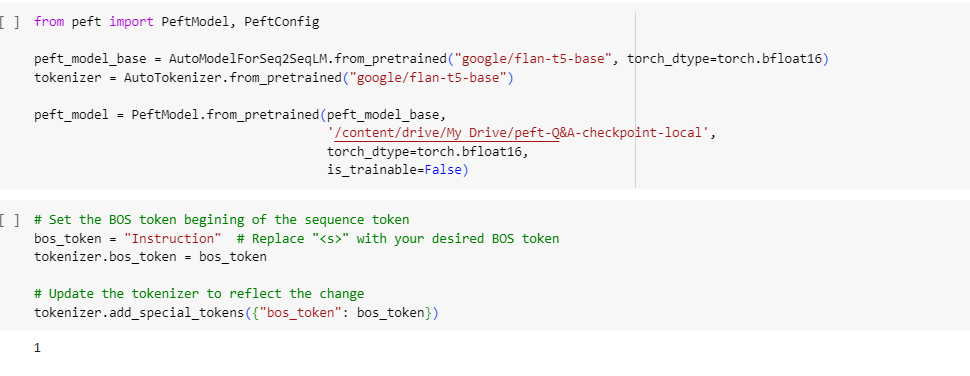 [ ] from peft import PeftModel, PeftConfig
peft_model_base = AutoModelForSeq2SeqLM.from_pretrained("google/flan-t5-base", torch_dtype=torch.bfloat16)
tokenizer = AutoTokenizer.from_pretrained("google/flan-t5-base")
peft_model = PeftModel.from_pretrained(peft_model_base,
'/content/drive/My Drive/peft-Q&A-checkpoint-local',
torch_dtype=torch.bfloat16,
is_trainable=False)
[ ] # Set the BOS token begining of the sequence token
bos_token = "Instruction"  # Replace "<s>" with your desired BOS token
tokenizer.bos_token = bos_token
# Update the tokenizer to reflect the change
tokenizer.add_special_tokens({"bos_token": bos_token})
1